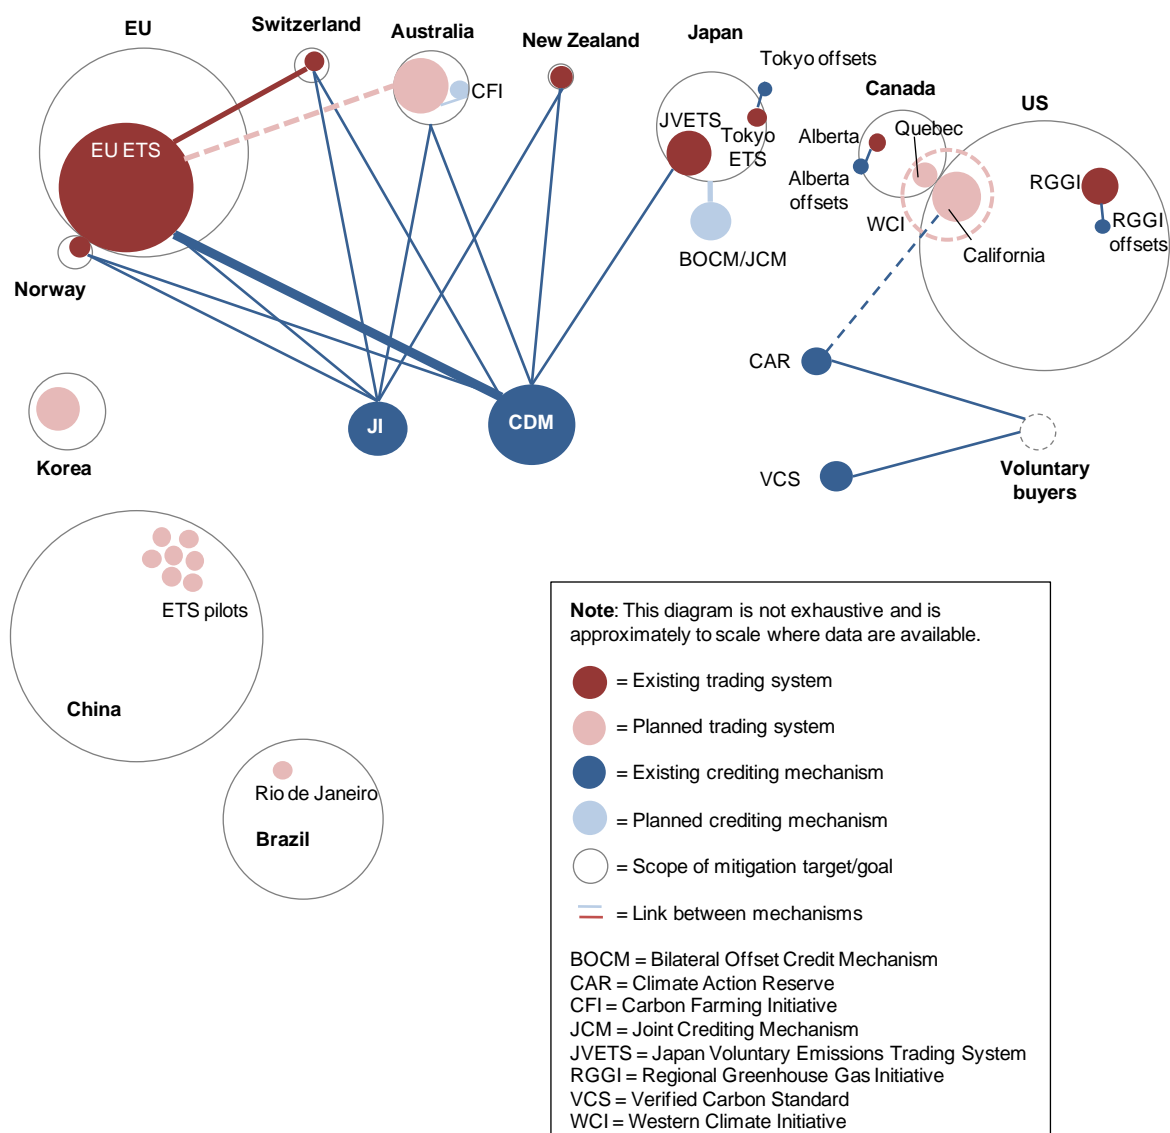 EU
Switzerland
Australia
New Zealand
Japan
Tokyo offsets
Canada
US
CFI
JVETS
Tokyo
ETS
Alberta
Quebec
EU ETS
Alberta
offsets
RGGI
WCI
RGGI
offsets
BOCM/JCM
California
Norway
CAR
JI
CDM
Korea
VCS
Voluntary
buyers
ETS pilots
China
Rio de Janeiro
Brazil
Note: This diagram is not exhaustive and is
approximately to scale where data are available.
= Existing trading system
= Planned trading system
= Existing crediting mechanism
= Planned crediting mechanism
= Scope of mitigation target/goal
= Link between mechanisms
BOCM = Bilateral Offset Credit Mechanism
CAR = Climate Action Reserve
CFI = Carbon Farming Initiative
JCM = Joint Crediting Mechanism
JVETS = Japan Voluntary Emissions Trading System
RGGI = Regional Greenhouse Gas Initiative
VCS = Verified Carbon Standard
WCI = Western Climate Initiative